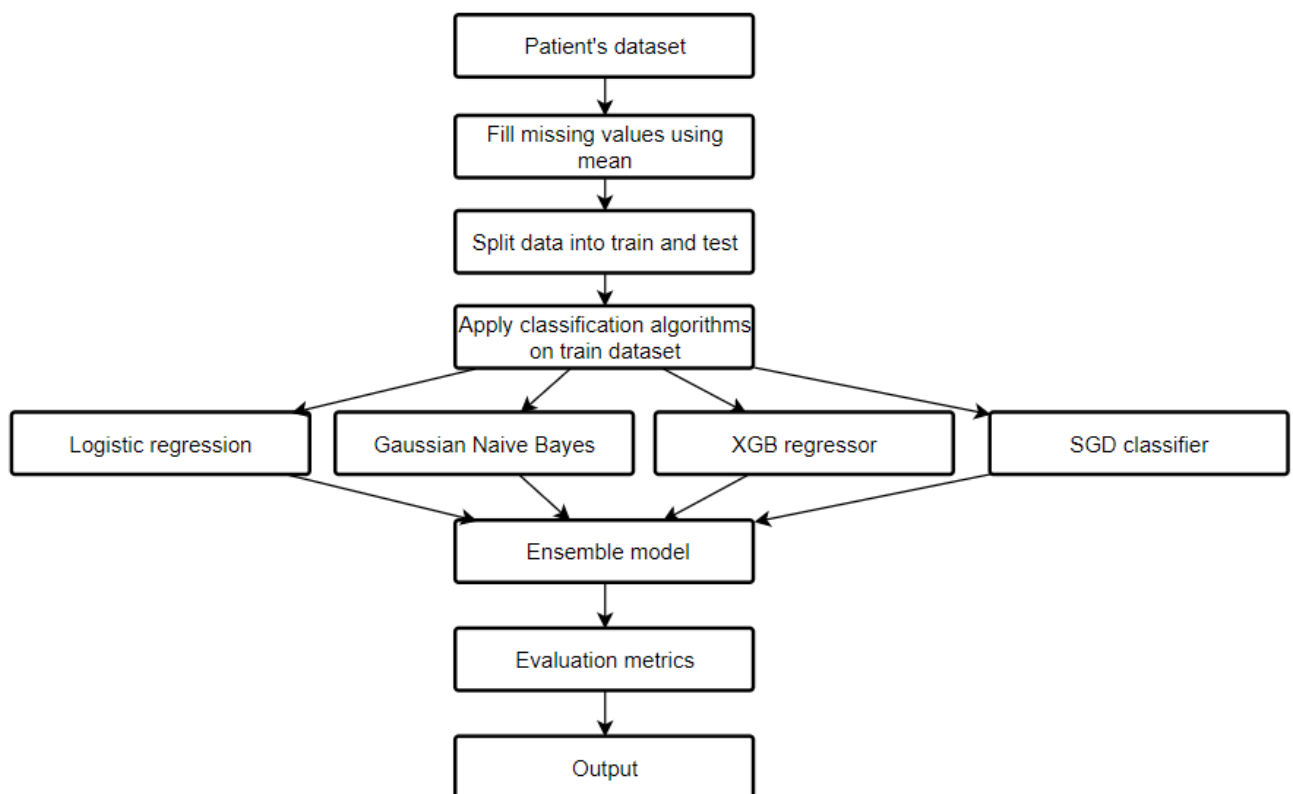 Patient's dataset
Fill missing values using
mean
Split data into train and test
Apply classification algorithms
on train dataset
Logistic regression
Gaussian Naive Bayes
XGB regressor
SGD classifier
Ensemble model
Evaluation metrics
Output